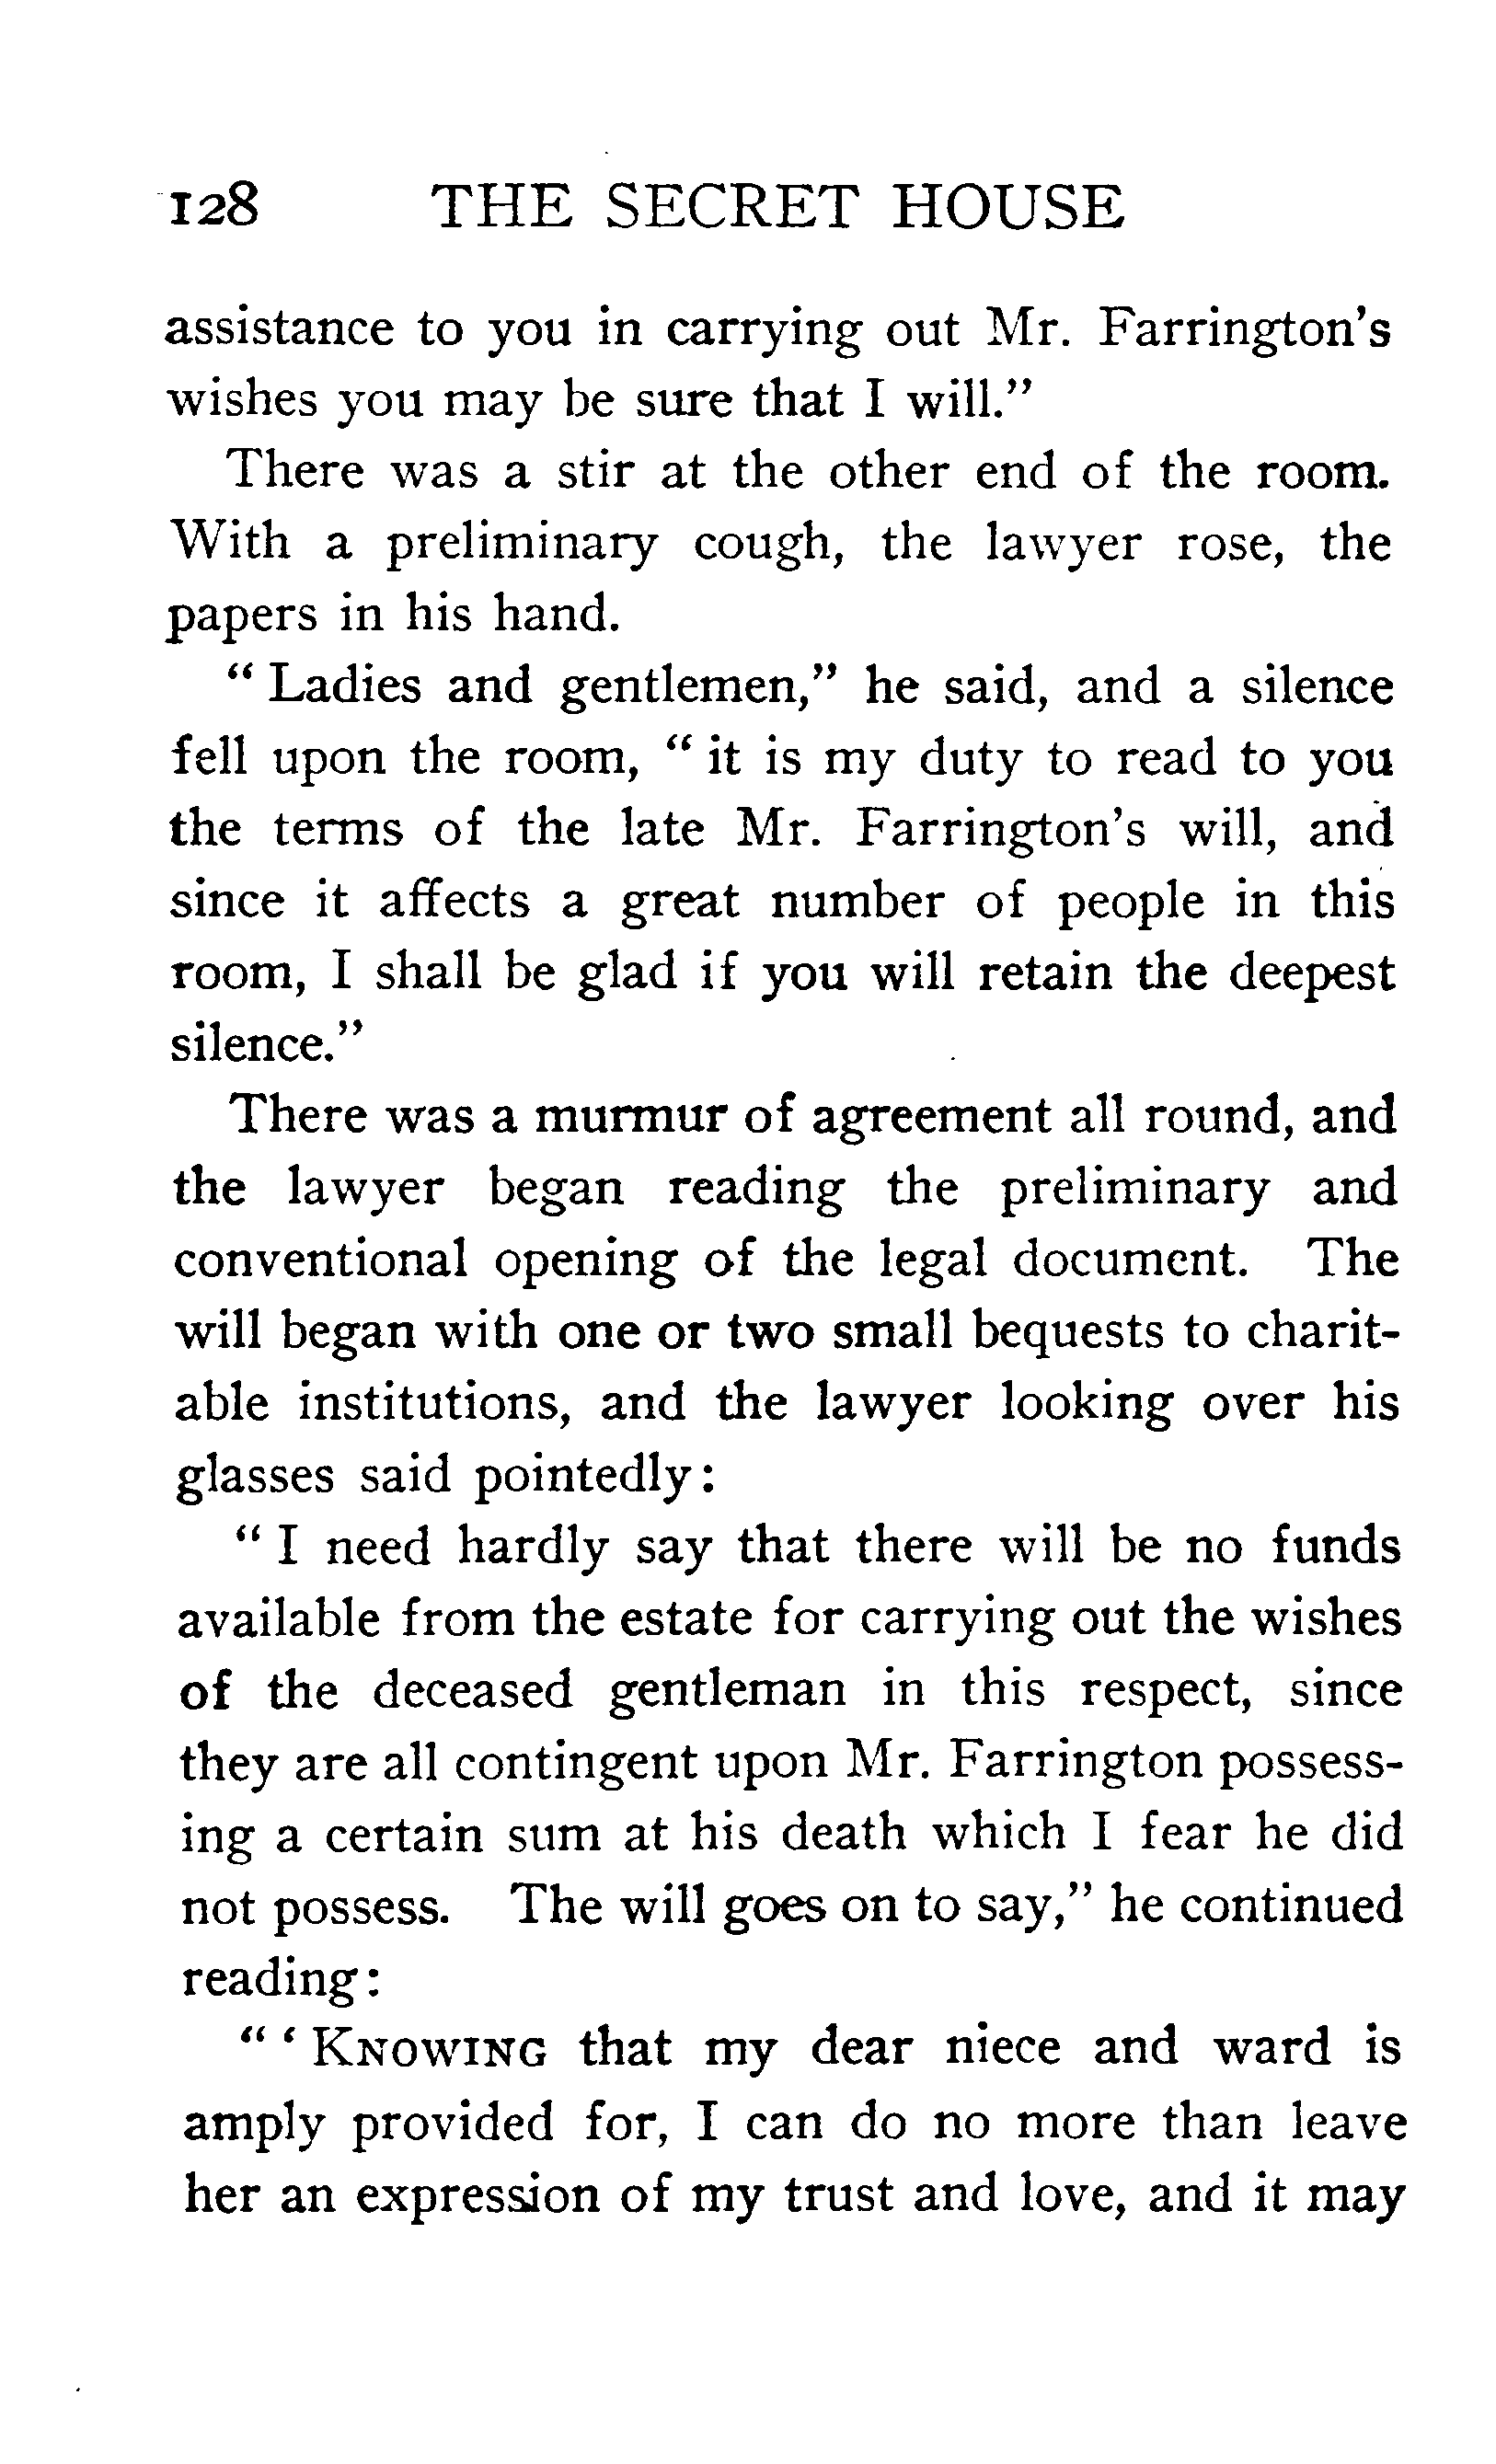 128 THE SECRET HOUSE
assistance to you in carrying out Mr. Farrington's
wishes you may be sure that I will."
There was a stir at the other end of the room.
With a preliminary cough, the lawyer rose, the
papers in his hand.
" Ladies and gentlemen," he said, and a silence
fell upon the room, " it is my duty to read to you
the terms of the late Mr. Farrington's will, and
since it affects a great number of people in this
room, I shall be glad if you will retain the deepest
silence."
There was a murmur of agreement all round, and
the lawyer began reading the preliminary and
conventional opening of the legal document. The
will began with one or two small bequests to charit-
able institutions, and the lawyer looking over his
glasses said pointedly:
" I need hardly say that there will be no funds
available from the estate for carrying out the wishes
of the deceased gentleman in this respect, since
they are all contingent upon Mr. Farrington possess-
ing a certain sum at his death which I fear he did
not possess. The will goes on to say," he continued
reading:
" ' KNOWING that my dear niece and ward is
amply provided for, I can do no more than leave
her an expression of my trust and love, and it may